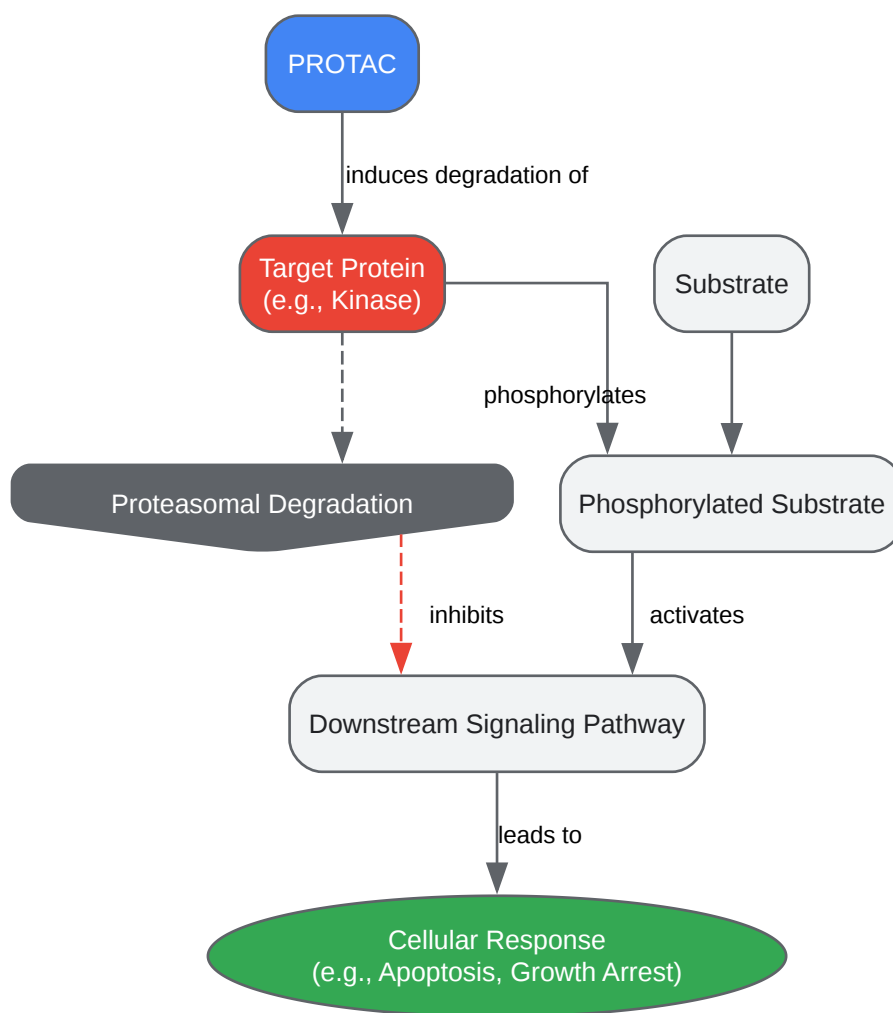 PROTAC
induces degradation of
Target Protein
(e.g., Kinase)
Substrate
phosphorylates
Proteasomal Degradation
Phosphorylated Substrate
inhibits
activates
Downstream Signaling Pathway
leads to
Cellular Response
(e.g., Apoptosis, Growth Arrest)